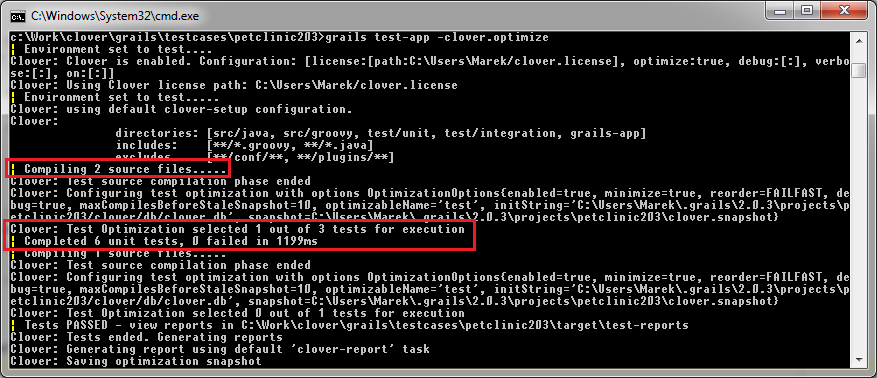 C:\Windows\System32\cmd.exe
c:\Work\clover\grails\testcases\petclinic203>grails test-app -clover.optimize
| Environment set to test....
Clover: Clover is enabled. Configuration: [license:[path:C:\Users\Marek/clover.license], optimize:true, debug:[:], verbo
se:[:], on:[:]]
Clover: Using Clover license path: C:\Users\Marek/clover.license
| Environment set to test.....
Clover: using default clover-setup configuration.
Clover:
directories: [src/java, src/groovy, test/unit, test/integration, grails-app]
includes: [**/*.groovy, **/*.java]
excludes [**/conf/**, **/plugins/**]
| Compiling 2 source files.....
Clover: Test source compilation phase ended
Clover: Configuring test optimization with options OptimizationOptions{enabled=true, minimize=true, reorder=FAILFAST, de
bug=true, maxCompilesBeforeStaleSnapshot=10, optimizableName='test', initString='C:\Users\Marek\.grails\2.0.3\projects\p
etclinic203/clover/db/clover.db', snapshot=C:\Users\Marek\.grails\2.0.3\projects\petclinic203\clover.snapshot}
Clover: Test Optimization selected 1 out of 3 tests for execution
| Completed 6 unit tests, 0 failed in 1199ms
| Compiling 1 source files.....
Clover: Test source compilation phase ended
Clover: Configuring test optimization with options OptimizationOptions{enabled=true, minimize=true, reorder=FAILFAST, de
bug=true, maxCompilesBeforeStaleSnapshot=10, optimizableName='test', initString='C:\Users\Marek\.grails\2.0.3\projects\p
etclinic203/clover/db/clover.db', snapshot=C:\Users\Marek\.grails\2.0.3\projects\petclinic203\clover.snapshot}
Clover: Test Optimization selected 0 out of 1 tests for execution
| Tests PASSED - view reports in C:\Work\clover\grails\testcases\petclinic203\target\test-reports
Clover: Tests ended. Generating reports
Clover: Generating report using default 'clover-report' task
Clover: Saving optimization snapshot